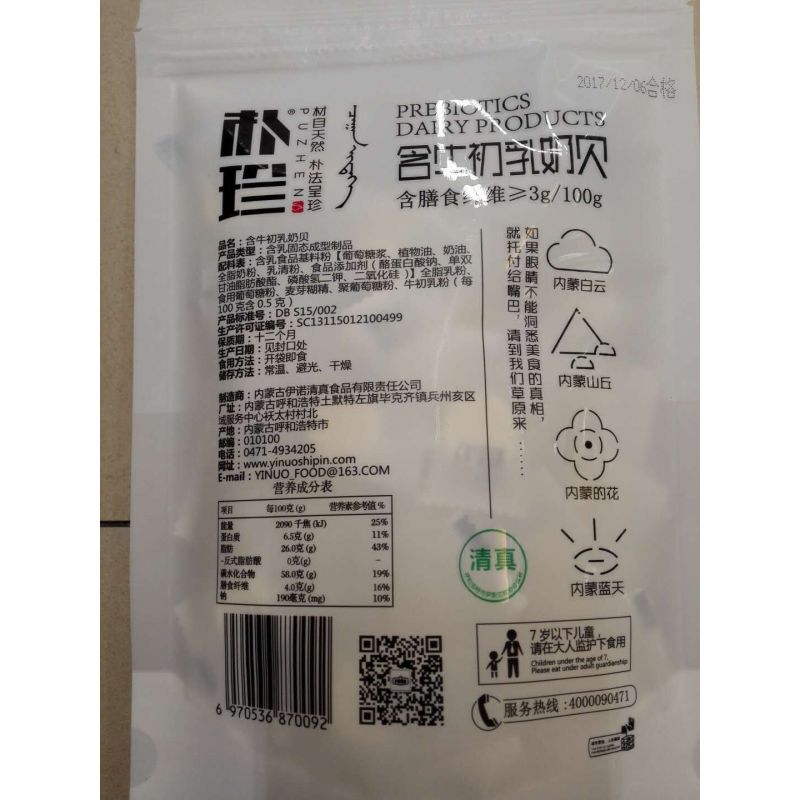 2017/12/06合格
朴珍
材自天然 朴法呈珍
PUZHEN
®
PREBIOTICS
DAIRY PRODUCTS
含牛初乳奶贝
含膳食纤维≥3g/100g
品名：含牛初乳奶贝
产品类型：含乳固态成型制品
配料表：含乳食品基料粉【葡萄糖浆、植物油、奶油、
全脂奶粉、乳清粉、食品添加剂（酪蛋白酸钠、单双
甘油脂肪酸酯、磷酸氢二钾、二氧化硅)】全脂乳粉、
食用葡萄糖粉、麦芽糊精、聚葡萄糖粉、牛初乳粉（每
100克含0.5克）
产品标准号：DB S15/002
生产许可证编号：SC13115012100499
保质期：十二个月
生产日期：见封口处
食用方法：开袋即食
储存方法：常温、避光、干燥
制造商：内蒙古伊诺清真食品有限责任公司
厂址：内蒙古呼和浩特土默特左旗毕克齐镇兵州亥区
域服务中心袄太村村北
产地：内蒙古呼和浩特市
邮编：010100
电话：0471-4934205
网址：www.yinuoshipin.com
E-mail：YINUO_FOOD@163.COM
营养成分表
项目 每100克(g) 营养素参考值%
能量 2090千焦(kJ) 25%
蛋白质 6.5克(g) 11%
脂肪 26.0克(g) 43%
-反式脂肪酸 0克(g) -
碳水化合物 58.0克(g) 19%
膳食纤维 4.0克(g) 16%
钠 190毫克(mg) 10%
如果眼睛不能洞悉美食的真相，
就托付给嘴巴，请到我们草原来……
内蒙白云
内蒙山丘
内蒙的花
内蒙蓝天
清真
7岁以下儿童，
请在大人监护下食用
Children under the age of 7,
Please eat under adult guardianship
服务热线：4000090471
6 970536 870092